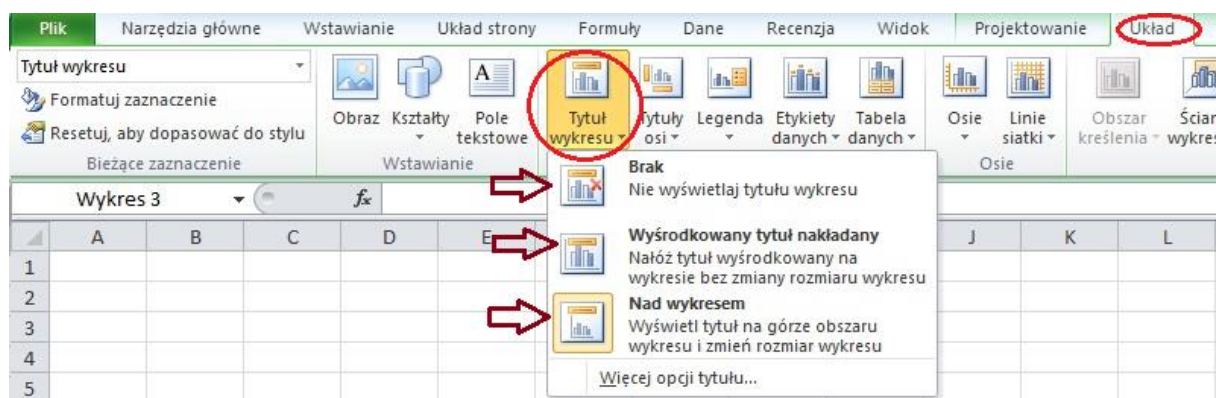 Plik Narzędzia główne Wstawianie Układ strony Formuły Dane Recenzja Widok Projektowanie Układ
Tytuł wykresu
Formatuj zaznaczenie
Resetuj, aby dopasować do stylu
Bieżące zaznaczenie
Obraz Kształty Pole
tekstowe
Wstawianie
Tytuł
wykresu
Tytuły
osi
Legenda
Etykiety
danych
Tabela
danych
Osie
Linie
siatki
Osie
Obszar
kreślenia
Brak
Nie wyświetlaj tytułu wykresu
Wyśrodkowany tytuł nakładany
Nałóż tytuł wyśrodkowany na
wykresie bez zmiany rozmiaru wykresu
Nad wykresem
Wyświetl tytuł na górze obszaru
wykresu i zmień rozmiar wykresu
Więcej opcji tytułu...
Wykres 3 fx
A B C D E J K L
1
2
3
4
5